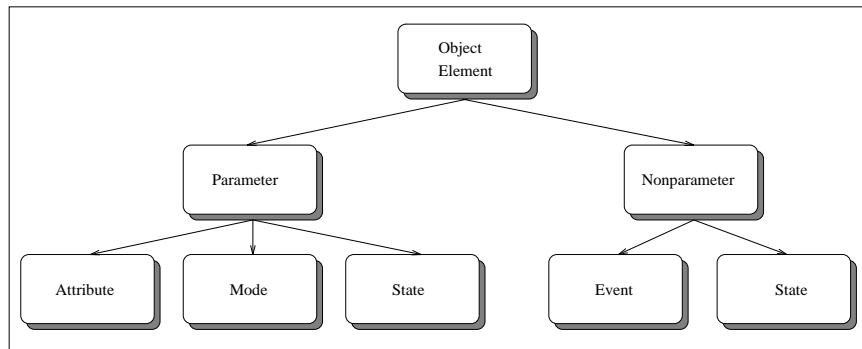 Object
Element
Parameter
Nonparameter
Attribute
Mode
State
Event
State